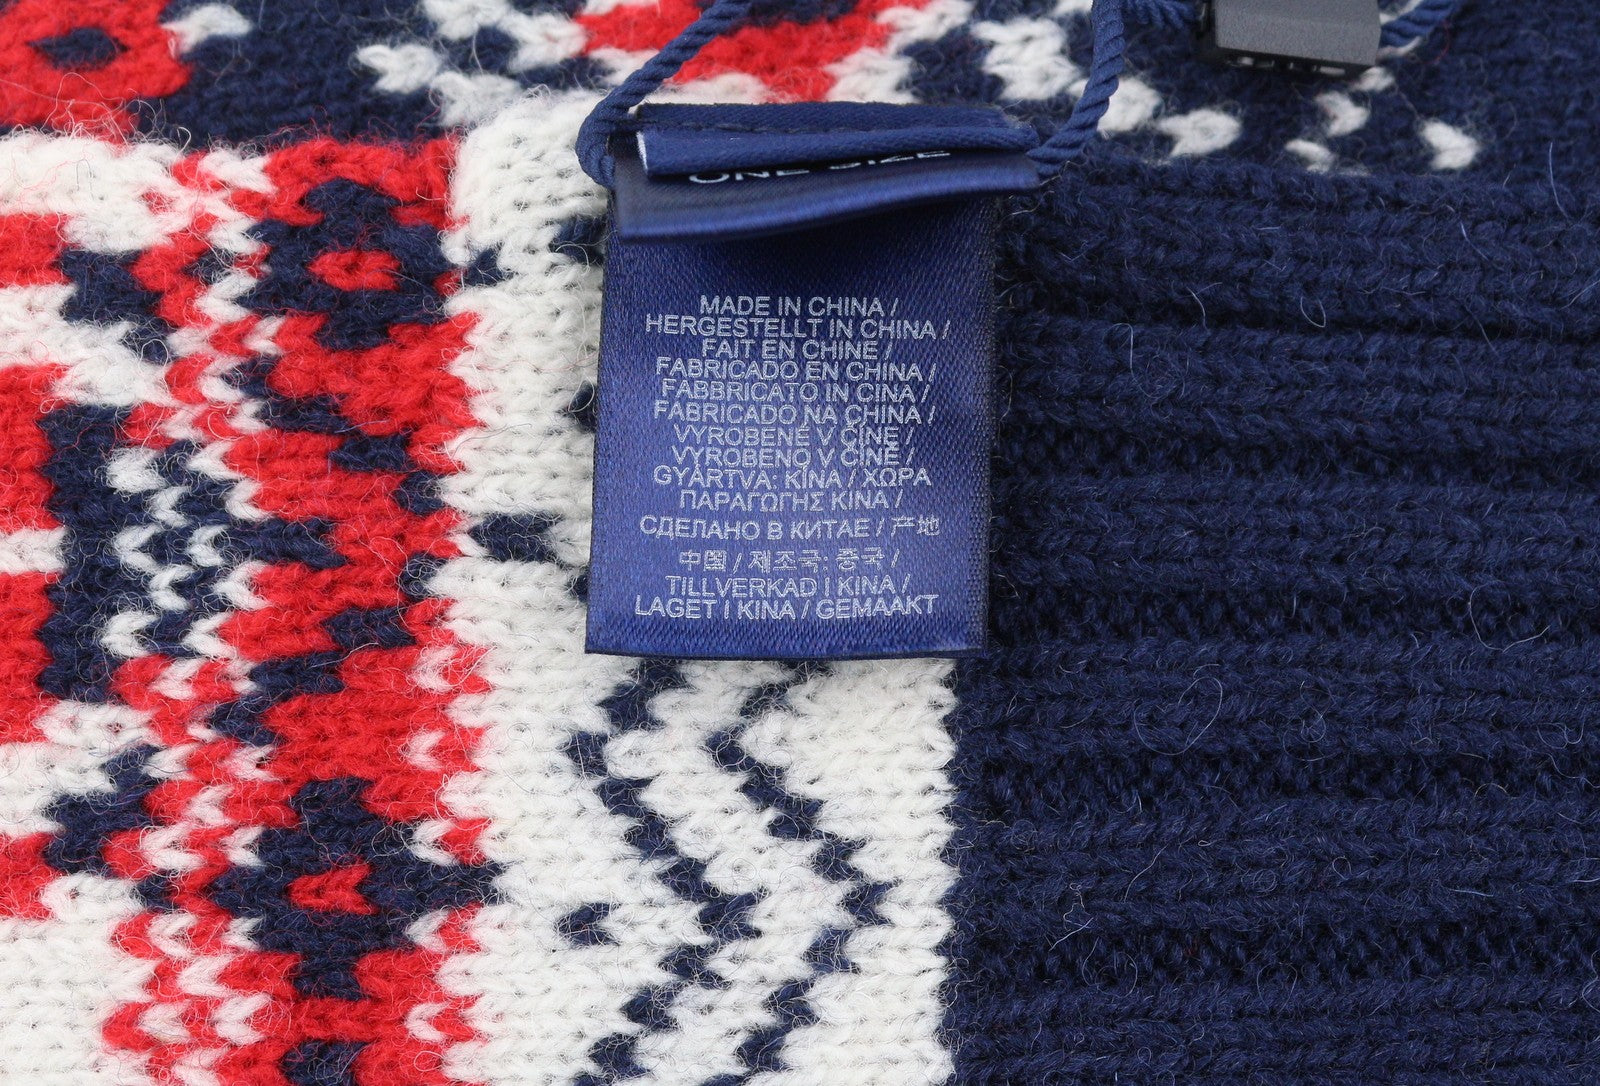 ONE SIZE
MADE IN CHINA /
HERGESTELLT IN CHINA /
FAIT EN CHINE /
FABRICADO EN CHINA /
FABBRICATO IN CINA /
FABRICADO NA CHINA /
VYROBENÉ V ČÍNE /
VYROBENO V ČÍNĚ /
GYÁRTVA: KÍNA / ΧΩΡΑ
ΠΑΡΑΓΩΓΗΣ ΚΙΝΑ /
СДЕЛАНО В КИТАЕ / 产地
中国 / 제조국: 중국 /
TILLVERKAD I KINA /
LAGET I KINA / GEMAAKT